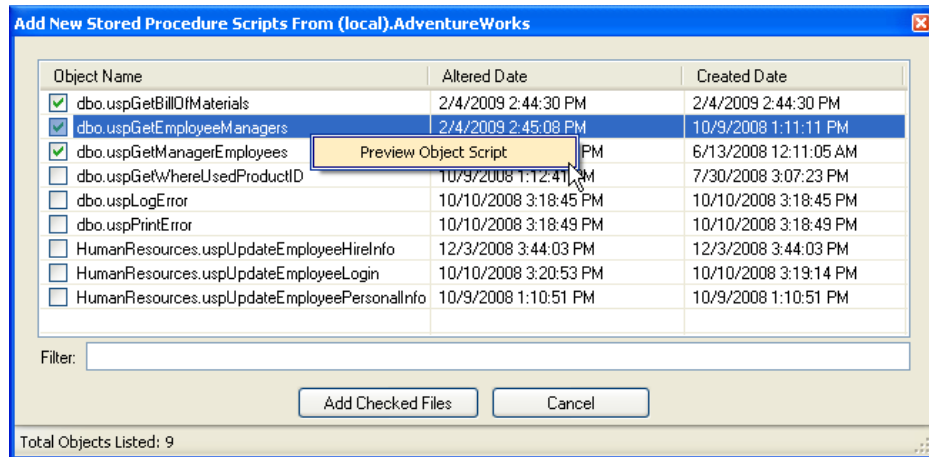 Add New Stored Procedure Scripts From (local).AdventureWorks
Object Name Altered Date Created Date
dbo.uspGetBillOfMaterials 2/4/2009 2:44:30 PM 2/4/2009 2:44:30 PM
dbo.uspGetEmployeeManagers 2/4/2009 2:45:08 PM 10/9/2008 1:11:11 PM
dbo.uspGetManagerEmployees Preview Object Script PM 6/13/2008 12:11:05 AM
dbo.uspGetWhereUsedProductID 10/9/2008 1:12:41 PM 7/30/2008 3:07:23 PM
dbo.uspLogError 10/10/2008 3:18:45 PM 10/10/2008 3:18:45 PM
dbo.uspPrintError 10/10/2008 3:18:49 PM 10/10/2008 3:18:49 PM
HumanResources.uspUpdateEmployeeHireInfo 12/3/2008 3:44:03 PM 12/3/2008 3:44:03 PM
HumanResources.uspUpdateEmployeeLogin 10/10/2008 3:20:53 PM 10/10/2008 3:19:14 PM
HumanResources.uspUpdateEmployeePersonalInfo 10/9/2008 1:10:51 PM 10/9/2008 1:10:51 PM
Filter:
Add Checked Files Cancel
Total Objects Listed: 9